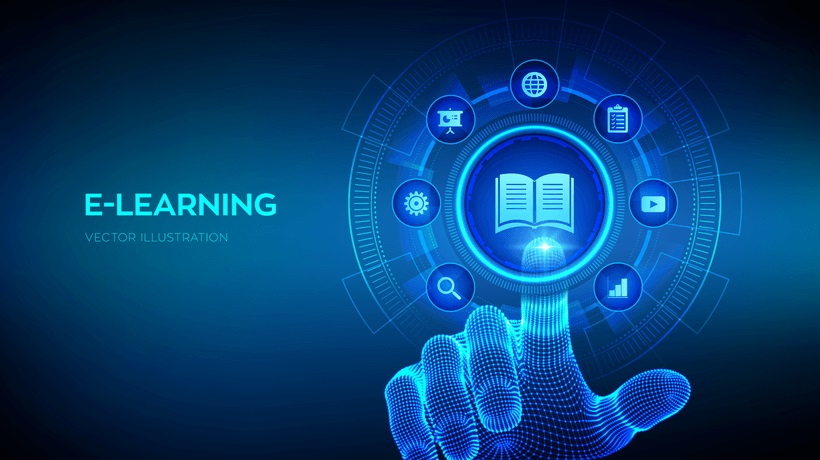 E-LEARNING
VECTOR ILLUSTRATION